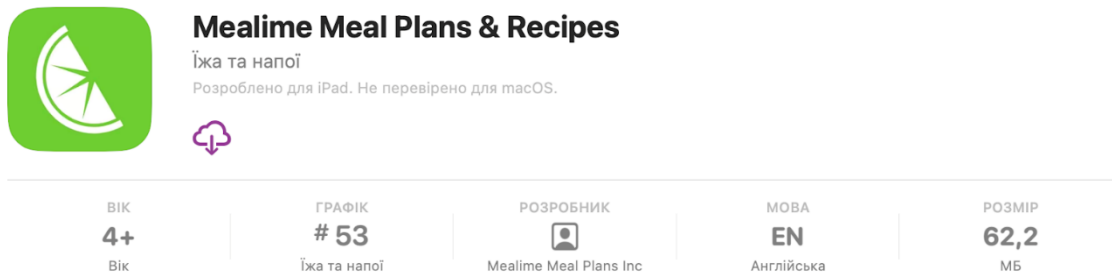 Mealime Meal Plans & Recipes
Їжа та напої
Розроблено для iPad. Не перевірено для macOS.
ВІК
4+
Вік
ГРАФІК
# 53
Їжа та напої
РОЗРОБНИК
Mealime Meal Plans Inc
МОВА
EN
Англійська
РОЗМІР
62,2
МБ